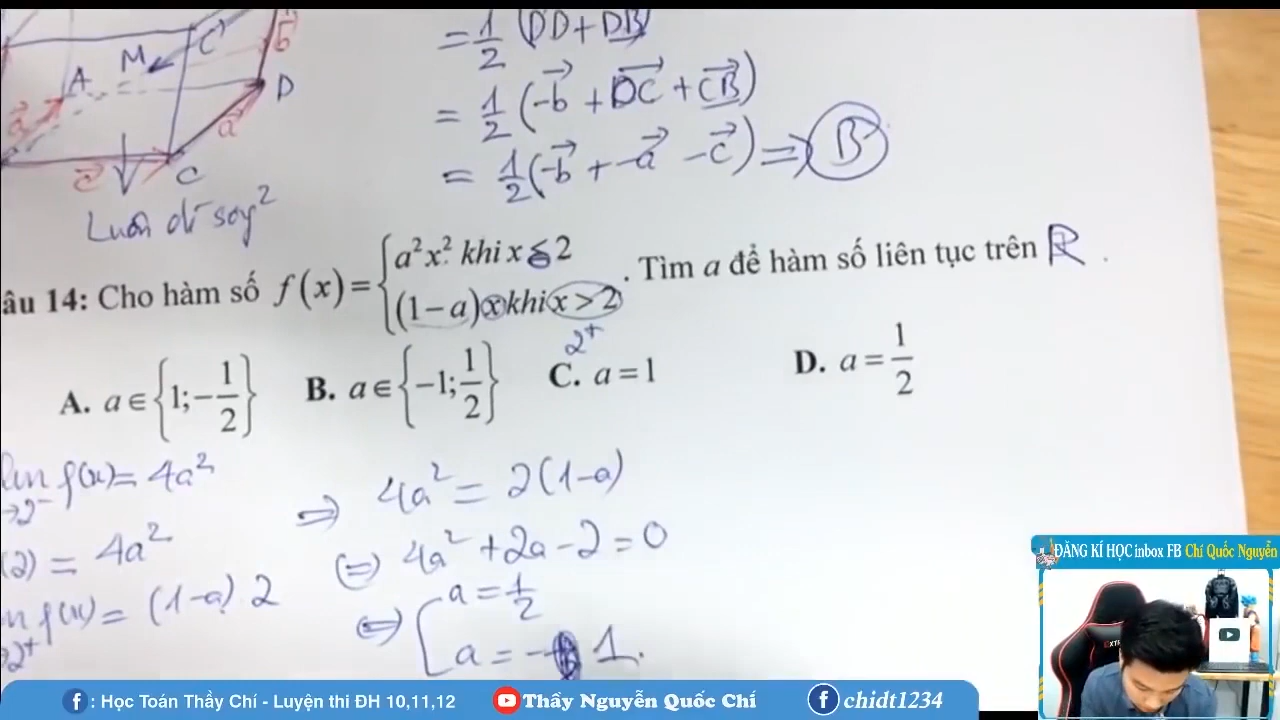 = 1/2 (DD + DB)
= 1/2 (-b⃗ + DC⃗ + CB⃗)
= 1/2 (-b⃗ + -a⃗ - c⃗) => B
M C' b⃗
A D
a⃗ a⃗
c⃗ C
Luôn đi
âu 14: Cho hàm số f(x) = { a²x² khi x ≤ 2
(1-a)x khi x > 2 . Tìm a để hàm số liên tục trên R.
2⁺
A. a ∈ {1; -1/2} B. a ∈ {-1; 1/2} C. a = 1 D. a = 1/2
lim f(x) = 4a²
→2⁻
(2) = 4a²
m f(x) = (1-a) 2
→2⁺
=> 4a² = 2(1-a)
(=) 4a² + 2a - 2 = 0
<=> [ a = 1/2
a = - 1.
ĐĂNG KÍ HỌC inbox FB Chí Quốc Nguyễn
f : Học Toán Thầy Chí - Luyện thi ĐH 10,11,12
Thầy Nguyễn Quốc Chí
f chidt1234